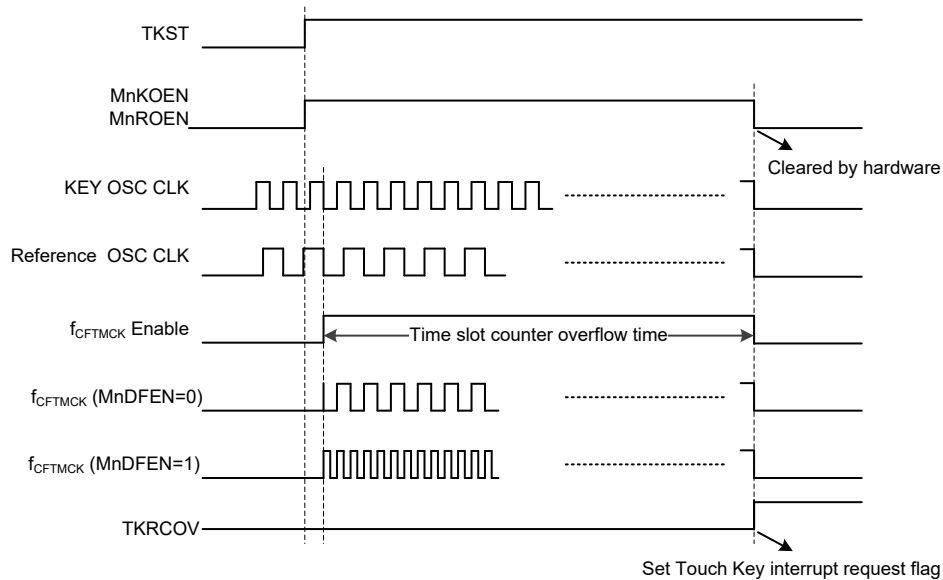 TKST
MnKOEN
MnROEN
Cleared by hardware
KEY OSC CLK
Reference OSC CLK
fCFTMCK Enable
Time slot counter overflow time
fCFTMCK (MnDFEN=0)
fCFTMCK (MnDFEN=1)
TKRCOV
Set Touch Key interrupt request flag